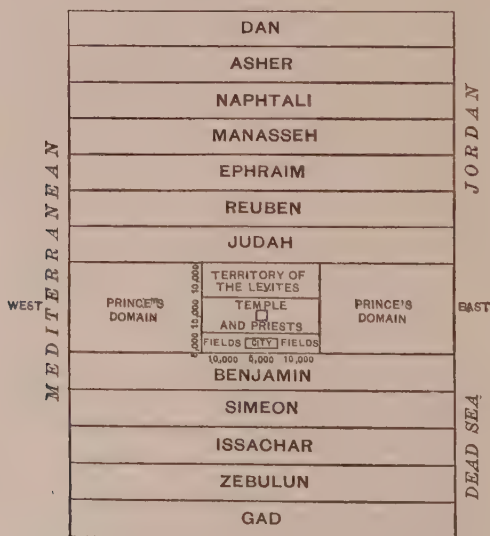 DAN
ASHER
NAPHTALI
MANASSEH
EPHRAIM
REUBEN
JUDAH
MEDITERRANEAN
JORDAN
WEST
PRINCE'S
DOMAIN
10,000
TERRITORY OF
THE LEVITES
10,000
TEMPLE
AND PRIESTS
5,000
FIELDS CITY FIELDS
10,000 5,000 10,000
PRINCE'S
DOMAIN
EAST
BENJAMIN
SIMEON
ISSACHAR
ZEBULUN
GAD
DEAD SEA